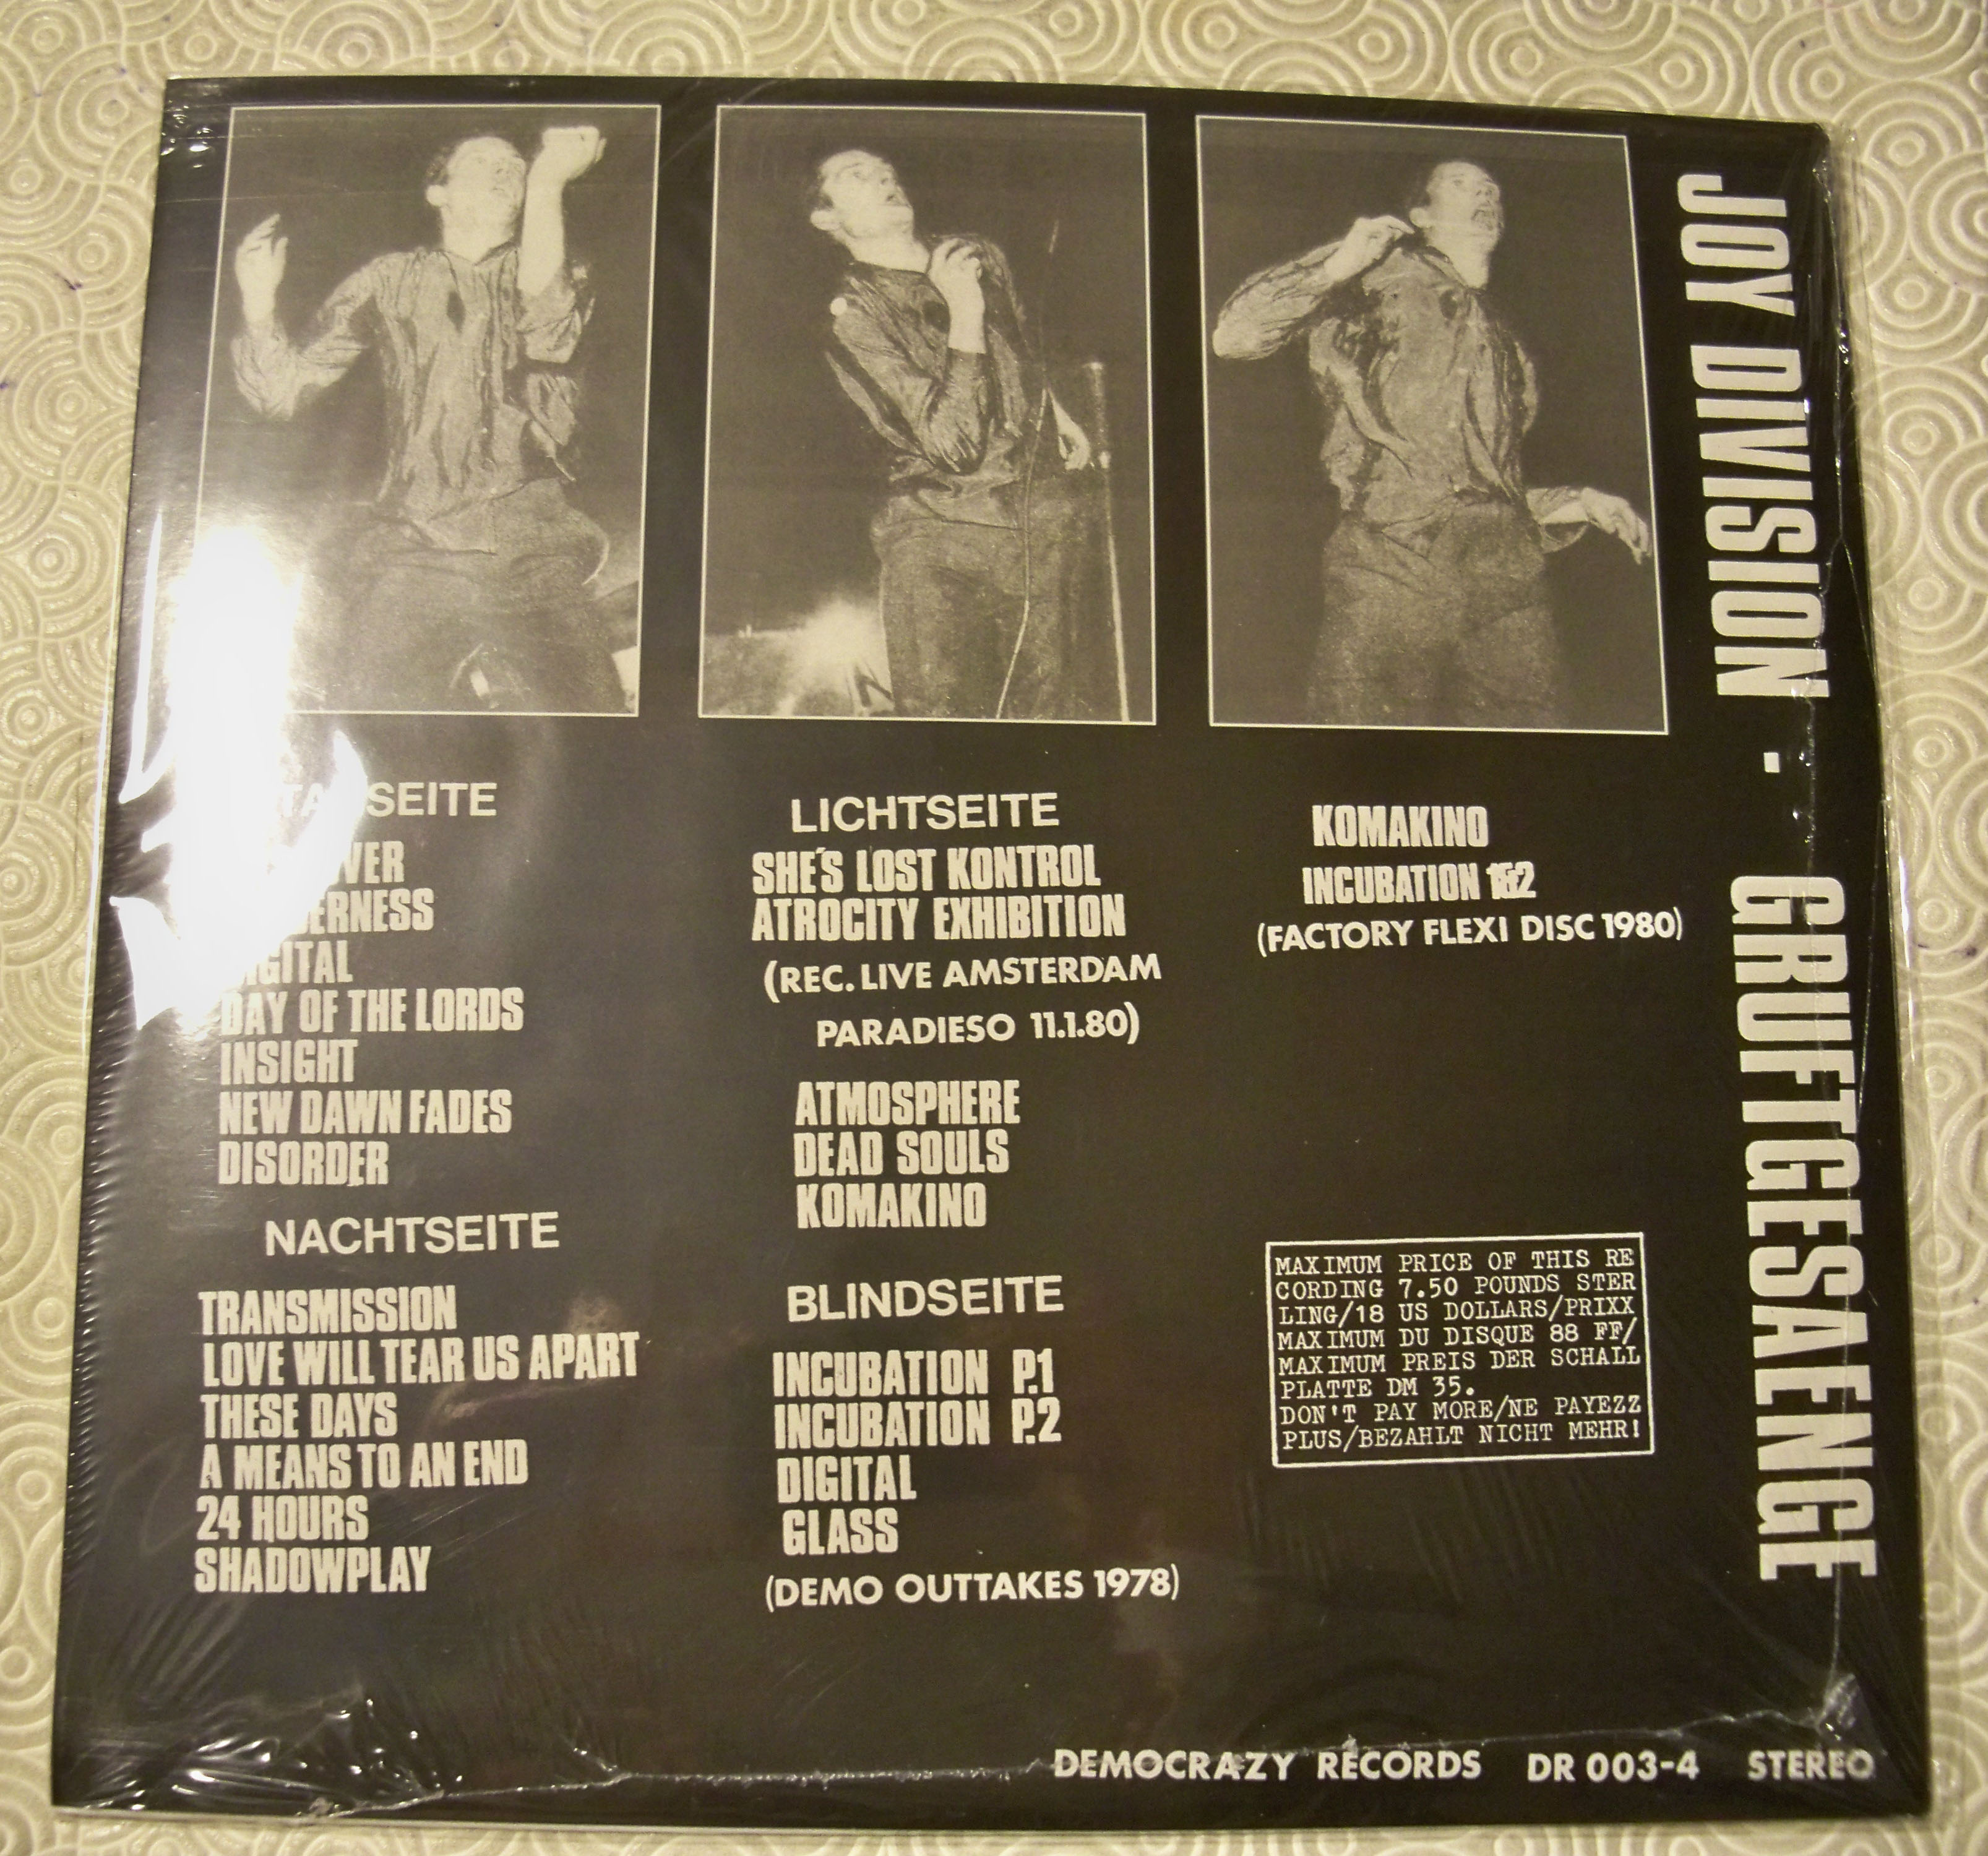 JOY DIVISION - GRUFTGESAENGE
SEITE
DIGITAL
DAY OF THE LORDS
INSIGHT
NEW DAWN FADES
DISORDER
NACHTSEITE
TRANSMISSION
LOVE WILL TEAR US APART
THESE DAYS
A MEANS TO AN END
24 HOURS
SHADOWPLAY
LICHTSEITE
SHE'S LOST KONTROL
ATROCITY EXHIBITION
(REC. LIVE AMSTERDAM
PARADIESO 11.1.80)
ATMOSPHERE
DEAD SOULS
KOMAKINO
BLINDSEITE
INCUBATION P.1
INCUBATION P.2
DIGITAL
GLASS
(DEMO OUTTAKES 1978)
KOMAKINO
INCUBATION 1&2
(FACTORY FLEXI DISC 1980)
MAXIMUM PRICE OF THIS RE
CORDING 7.50 POUNDS STER
LING/18 US DOLLARS/PRIXX
MAXIMUM DU DISQUE 88 FF/
MAXIMUM PREIS DER SCHALL
PLATTE DM 35.
DON'T PAY MORE/NE PAYEZZ
PLUS/BEZAHLT NICHT MEHR!
DEMOCRAZY RECORDS DR 003-4 STEREO